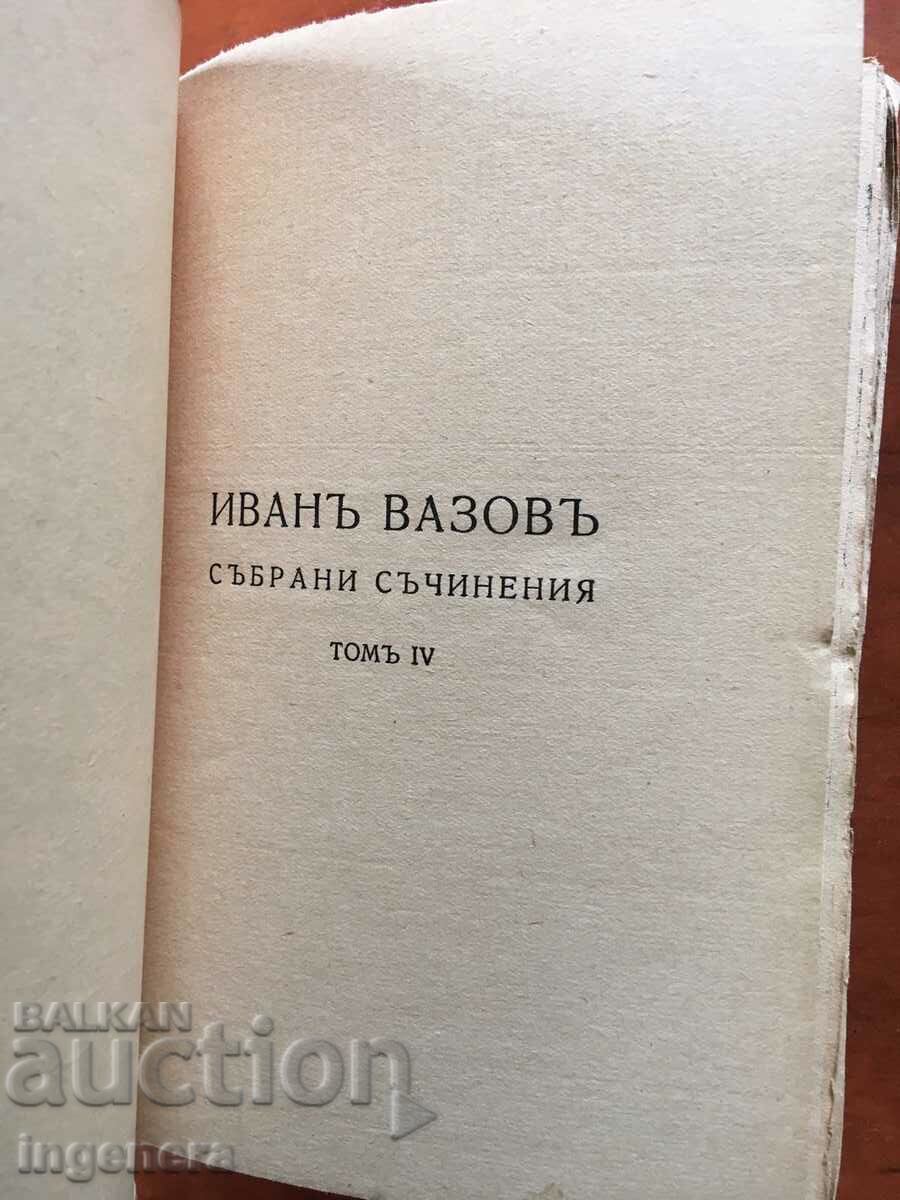 ИВАНЪ ВАЗОВЪ
СЪБРАНИ СЪЧИНЕНИЯ
ТОМЪ IV
BALKAN
auction
ingenera